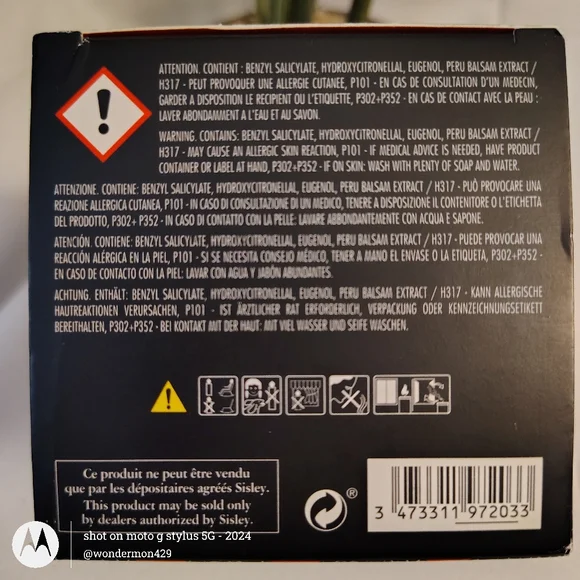 ATTENTION. CONTIENT : BENZYL SALICYLATE, HYDROXYCITRONELLAL, EUGENOL, PERU BALSAM EXTRACT /
H317 - PEUT PROVOQUER UNE ALLERGIE CUTANEE, P101 - EN CAS DE CONSULTATION D'UN MEDECIN,
GARDER A DISPOSITION LE RECIPIENT OU L'ETIQUETTE, P302+P352 - EN CAS DE CONTACT AVEC LA PEAU :
LAVER ABONDAMMENT A L'EAU ET AU SAVON.
WARNING. CONTAINS: BENZYL SALICYLATE, HYDROXYCITRONELLAL, EUGENOL, PERU BALSAM EXTRACT /
H317 - MAY CAUSE AN ALLERGIC SKIN REACTION, P101 - IF MEDICAL ADVICE IS NEEDED, HAVE PRODUCT
CONTAINER OR LABEL AT HAND, P302+P352 - IF ON SKIN: WASH WITH PLENTY OF SOAP AND WATER.
ATTENZIONE. CONTIENE: BENZYL SALICYLATE, HYDROXYCITRONELLAL, EUGENOL, PERU BALSAM EXTRACT / H317 - PUÒ PROVOCARE UNA
REAZIONE ALLERGICA CUTANEA, P101 - IN CASO DI CONSULTAZIONE DI UN MEDICO, TENERE A DISPOSIZIONE IL CONTENITORE O L'ETICHETTA
DEL PRODOTTO, P302+ P352 - IN CASO DI CONTATTO CON LA PELLE: LAVARE ABBONDANTEMENTE CON ACQUA E SAPONE.
ATENCIÓN. CONTIENE: BENZYL SALICYLATE, HYDROXYCITRONELLAL, EUGENOL, PERU BALSAM EXTRACT / H317 - PUEDE PROVOCAR UNA
REACCIÓN ALÉRGICA EN LA PIEL, P101 - SI SE NECESITA CONSEJO MÉDICO, TENER A MANO EL ENVASE O LA ETIQUETA, P302+P352 -
EN CASO DE CONTACTO CON LA PIEL: LAVAR CON AGUA Y JABÓN ABUNDANTES.
ACHTUNG. ENTHÄLT: BENZYL SALICYLATE, HYDROXYCITRONELLAL, EUGENOL, PERU BALSAM EXTRACT / H317 - KANN ALLERGISCHE
HAUTREAKTIONEN VERURSACHEN, P101 - IST ÄRZTLICHER RAT ERFORDERLICH, VERPACKUNG ODER KENNZEICHNUNGSETIKETT
BEREITHALTEN, P302+P352 - BEI KONTAKT MIT DER HAUT: MIT VIEL WASSER UND SEIFE WASCHEN.
Ce produit ne peut être vendu
que par les dépositaires agréés Sisley.
This product may be sold only
by dealers authorized by Sisley.
®
3 473311 972033
shot on moto g stylus 5G - 2024
@wondermon429